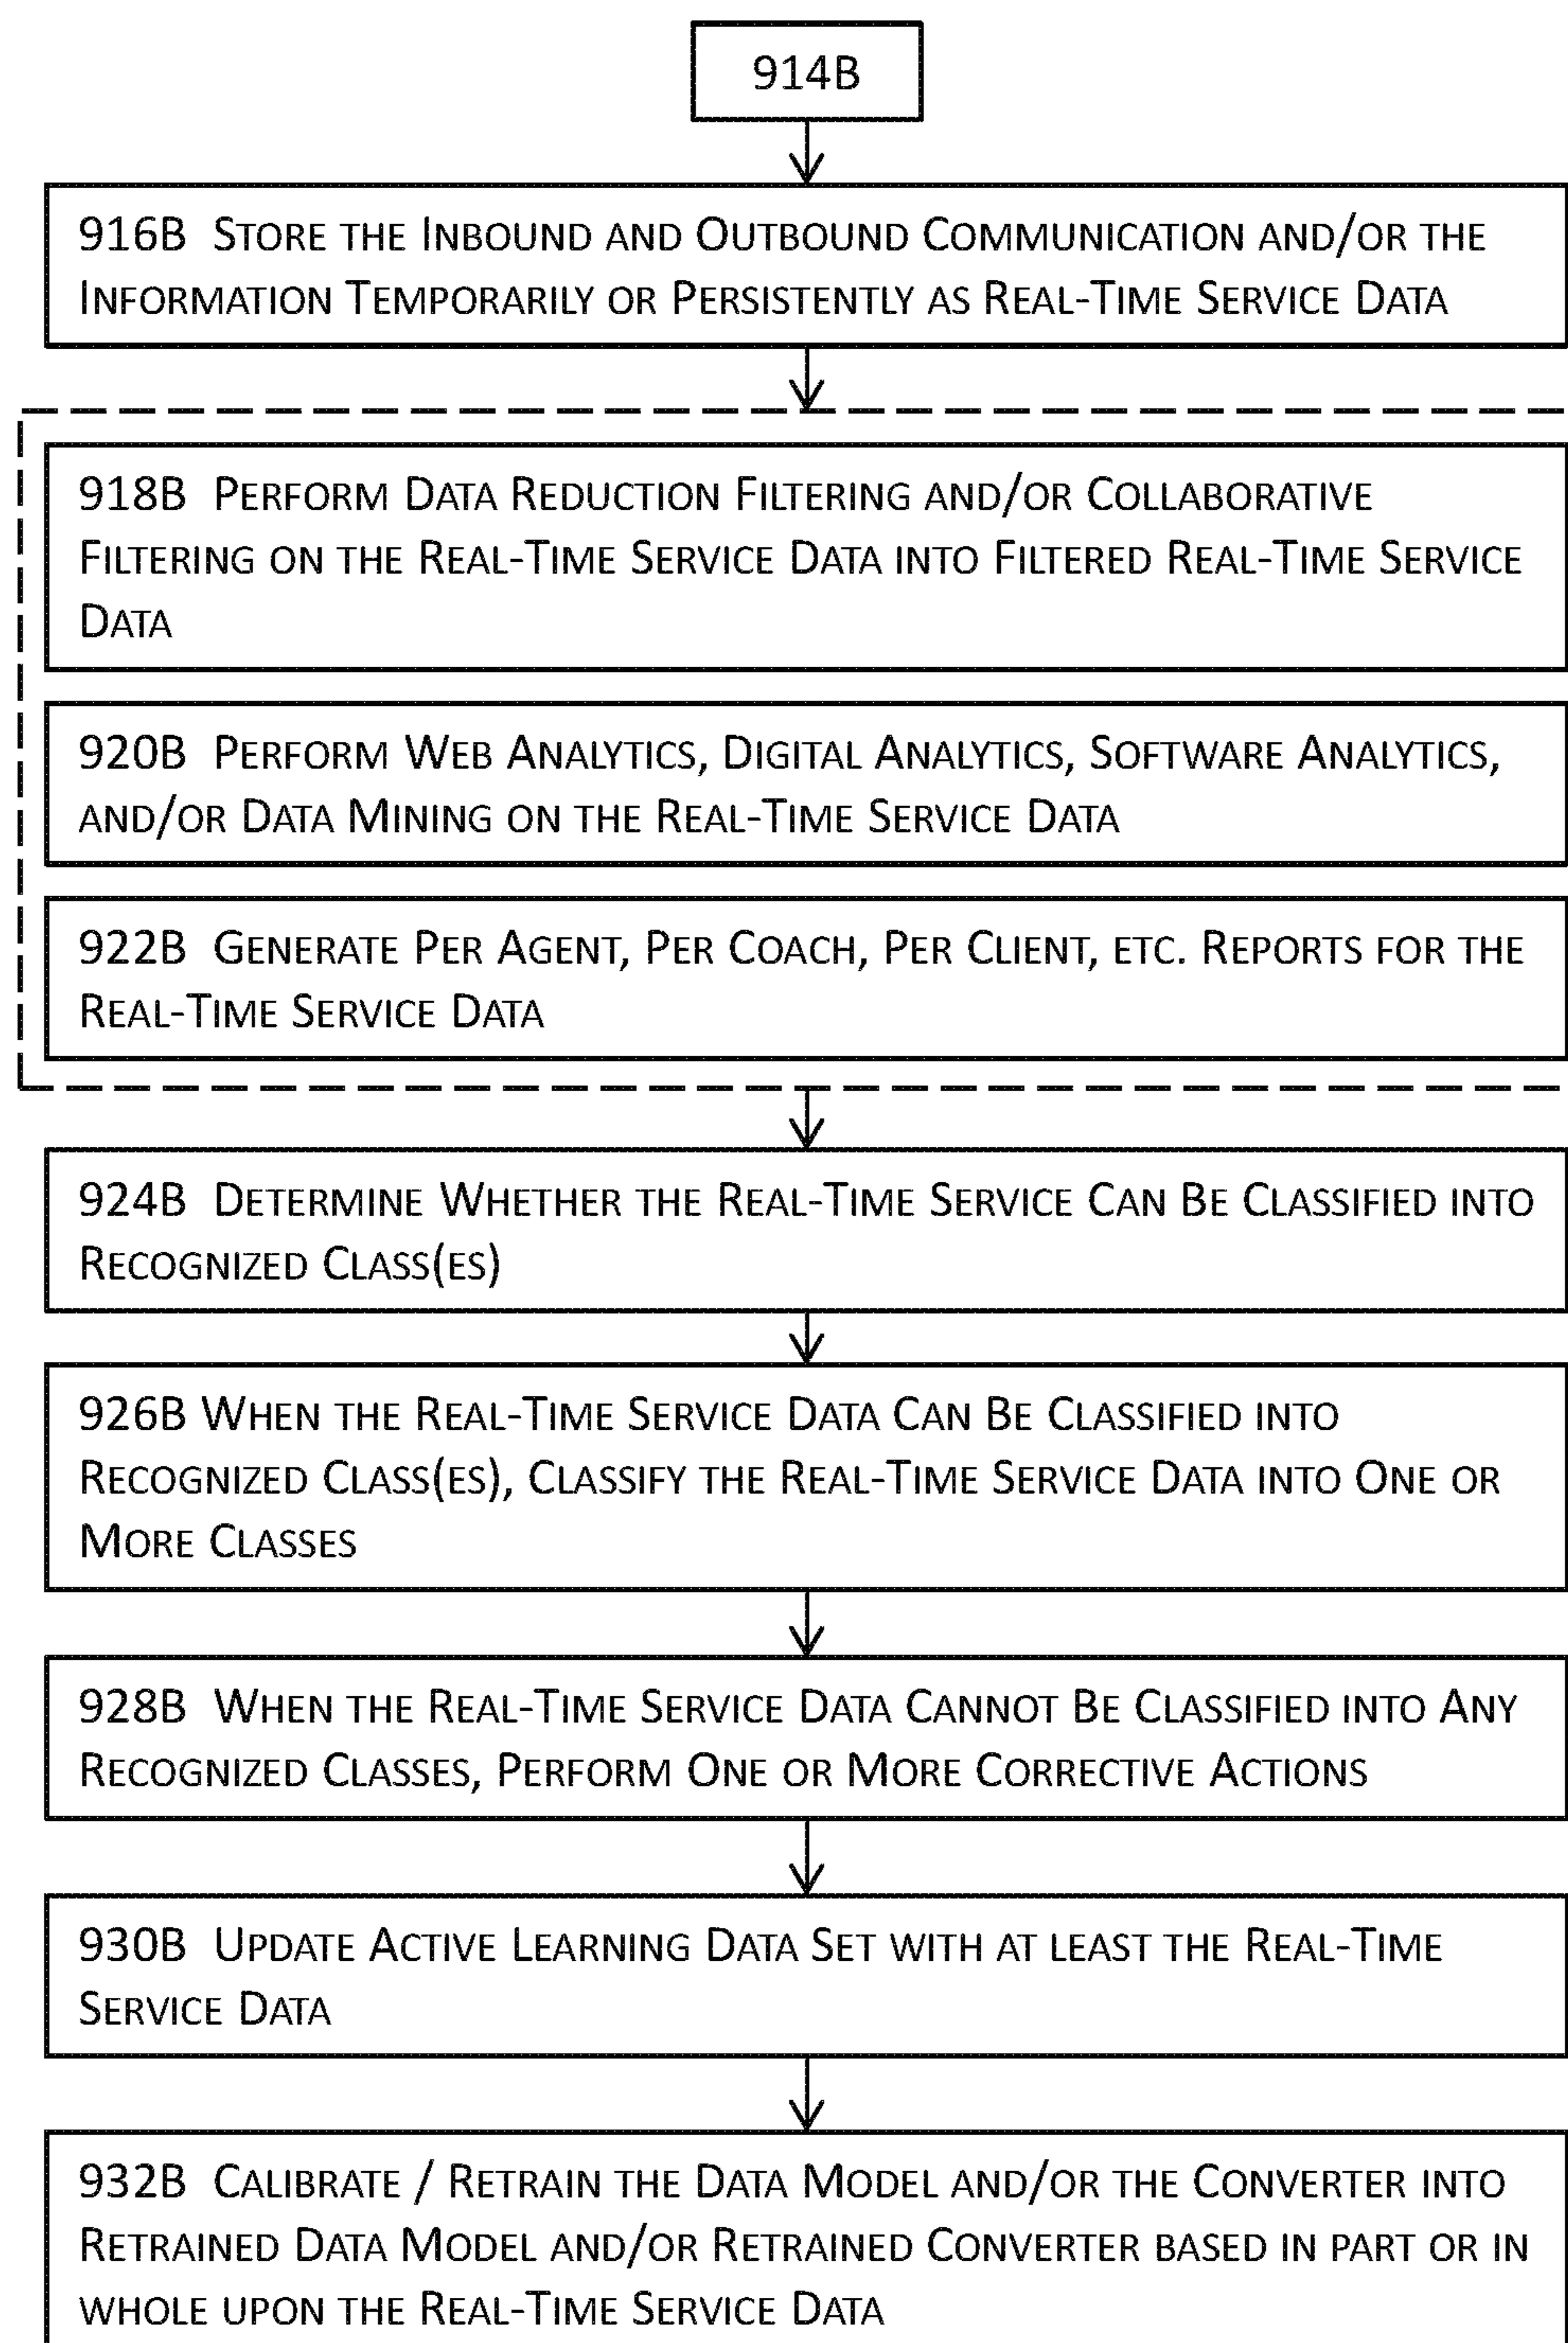 914B
916B Store the Inbound and Outbound Communication and/or the
Information Temporarily or Persistently as Real-Time Service Data
918B Perform Data Reduction Filtering and/or Collaborative
Filtering on the Real-Time Service Data into Filtered Real-Time Service
Data
920B Perform Web Analytics, Digital Analytics, Software Analytics,
and/or Data Mining on the Real-Time Service Data
922B Generate Per Agent, Per Coach, Per Client, etc. Reports for the
Real-Time Service Data
924B Determine Whether the Real-Time Service Can Be Classified into
Recognized Class(es)
926B When the Real-Time Service Data Can Be Classified into
Recognized Class(es), Classify the Real-Time Service Data into One or
More Classes
928B When the Real-Time Service Data Cannot Be Classified into Any
Recognized Classes, Perform One or More Corrective Actions
930B Update Active Learning Data Set with at least the Real-Time
Service Data
932B Calibrate / Retrain the Data Model and/or the Converter into
Retrained Data Model and/or Retrained Converter based in part or in
whole upon the Real-Time Service Data